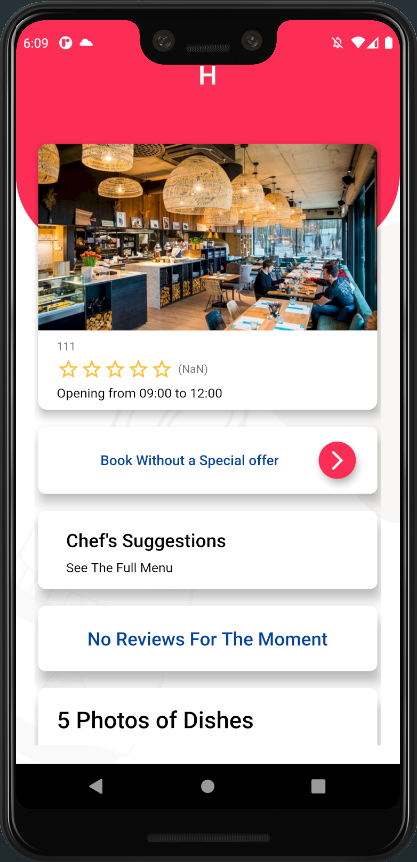 6:09
H
111
(NaN)
Opening from 09:00 to 12:00
Book Without a Special offer
Chef's Suggestions
See The Full Menu
No Reviews For The Moment
5 Photos of Dishes